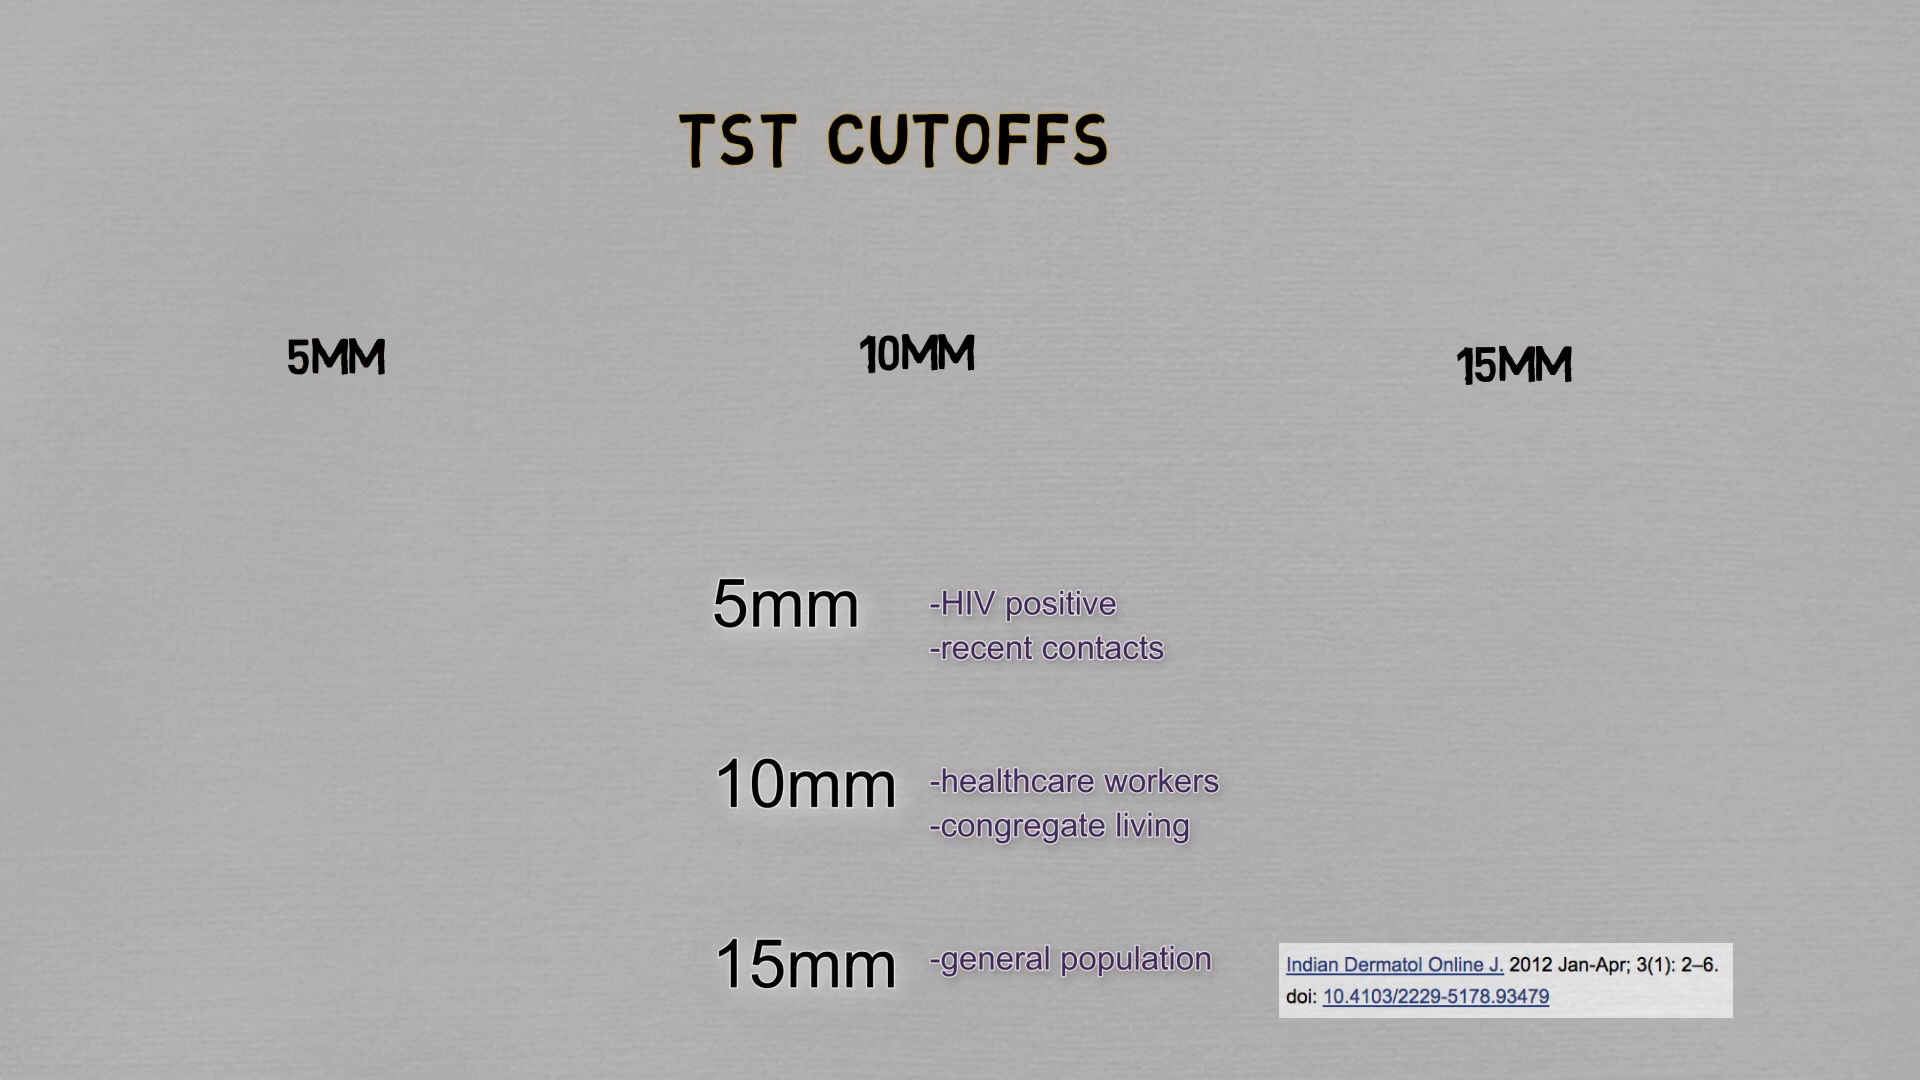 TST CUTOFFS
5MM
10MM
15MM
5mm
-HIV positive
-recent contacts
10mm
-healthcare workers
-congregate living
15mm
-general population
Indian Dermatol Online J. 2012 Jan-Apr; 3(1): 2–6.
doi: 10.4103/2229-5178.93479